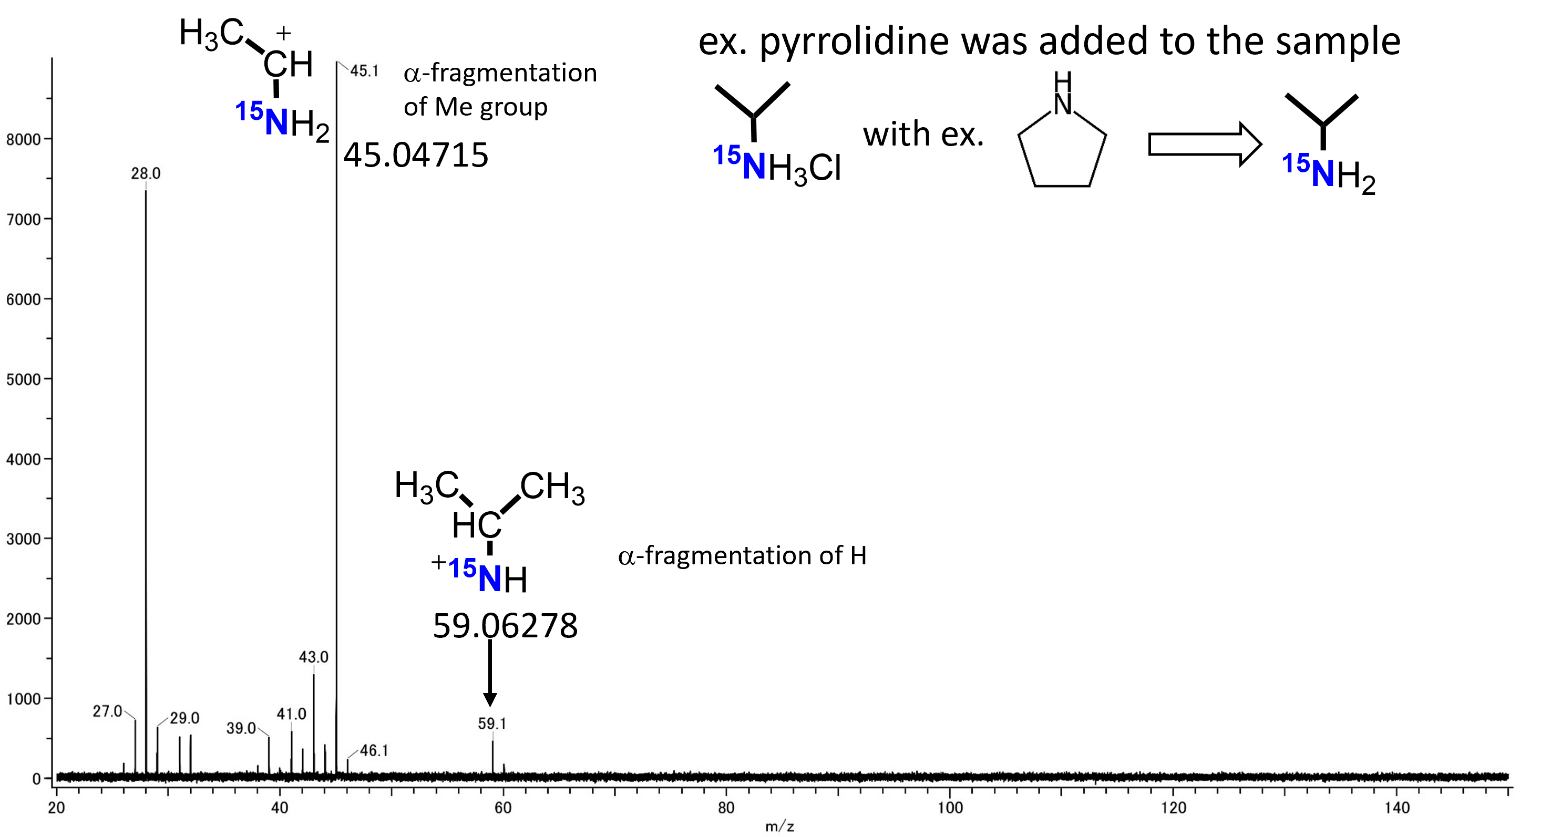 ex. pyrrolidine was added to the sample
H₃C
+
CH
¹⁵NH₂
45.1
α-fragmentation
of Me group
45.04715
¹⁵NH₃Cl
with ex.
H
N
¹⁵NH₂
8000
7000
6000
5000
4000
3000
2000
1000
0
28.0
27.0
29.0
39.0
41.0
43.0
46.1
H₃C
CH₃
HC
+¹⁵NH
α-fragmentation of H
59.06278
59.1
20
40
60
80
100
120
140
m/z